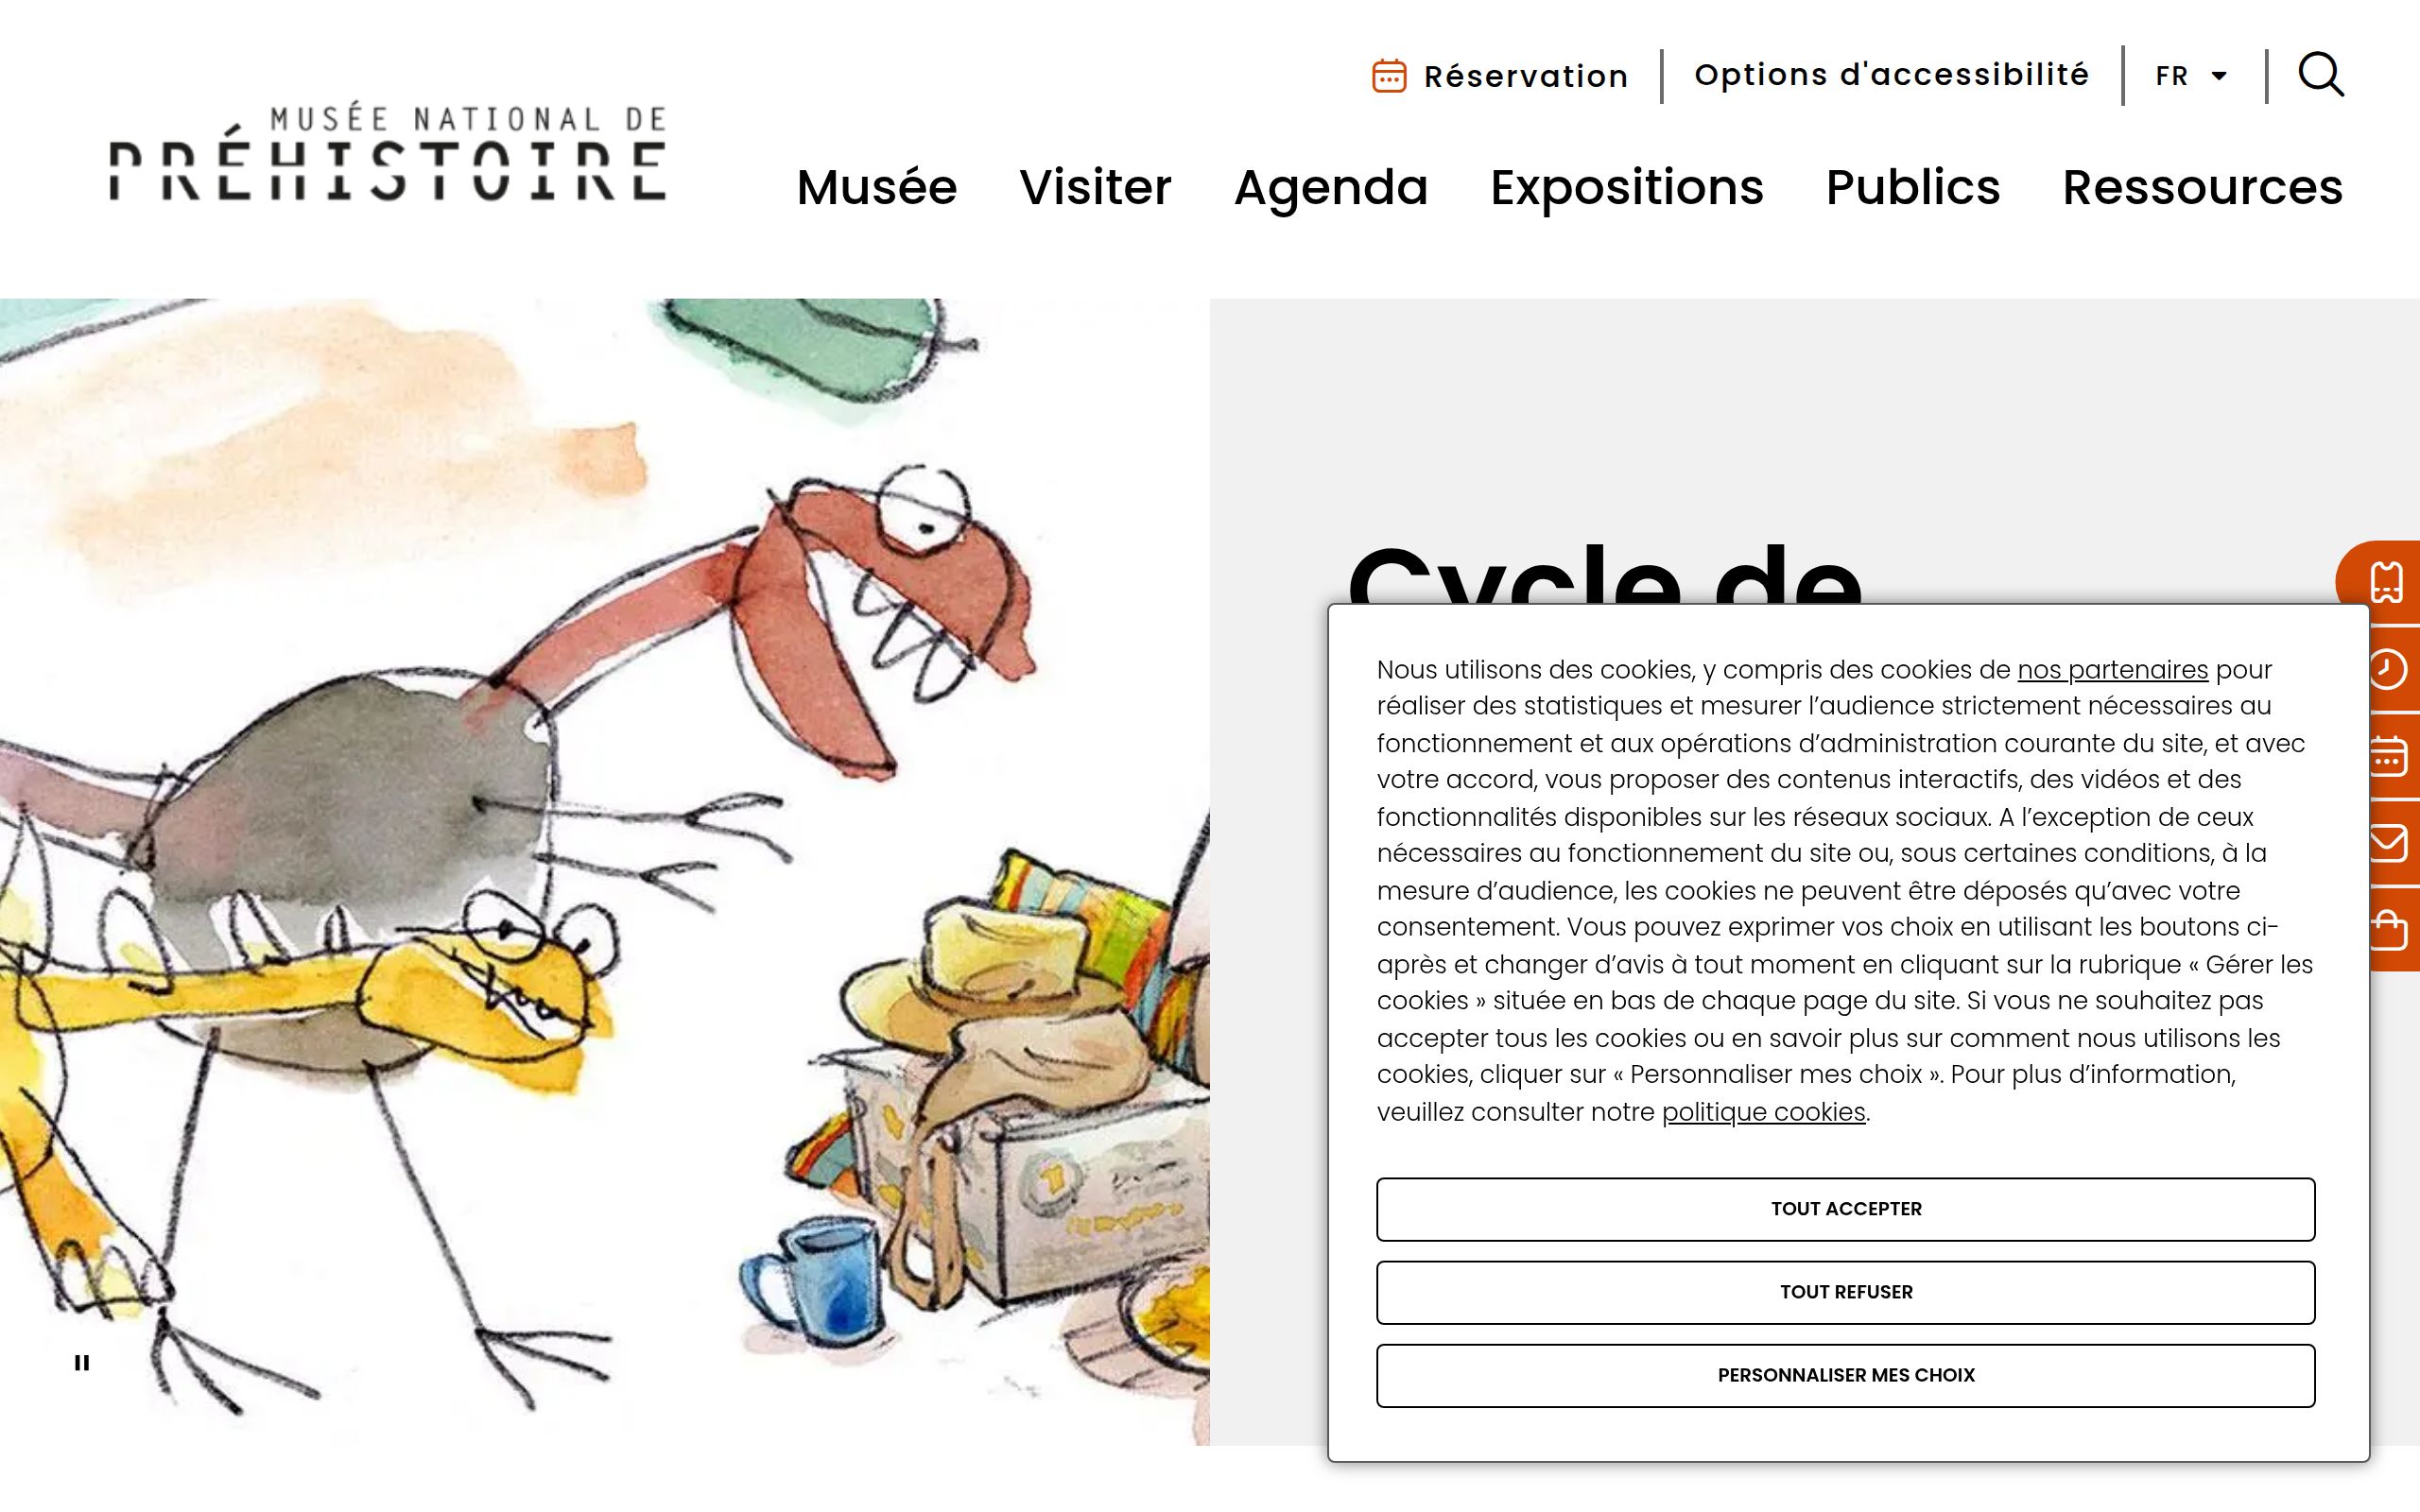 Réservation
Options d'accessibilité
FR
MUSÉE NATIONAL DE
PRÉHISTOIRE
Musée
Visiter
Agenda
Expositions
Publics
Ressources
Cycle de
Nous utilisons des cookies, y compris des cookies de nos partenaires pour
réaliser des statistiques et mesurer l’audience strictement nécessaires au
fonctionnement et aux opérations d’administration courante du site, et avec
votre accord, vous proposer des contenus interactifs, des vidéos et des
fonctionnalités disponibles sur les réseaux sociaux. A l’exception de ceux
nécessaires au fonctionnement du site ou, sous certaines conditions, à la
mesure d’audience, les cookies ne peuvent être déposés qu’avec votre
consentement. Vous pouvez exprimer vos choix en utilisant les boutons ci-
après et changer d’avis à tout moment en cliquant sur la rubrique « Gérer les
cookies » située en bas de chaque page du site. Si vous ne souhaitez pas
accepter tous les cookies ou en savoir plus sur comment nous utilisons les
cookies, cliquer sur « Personnaliser mes choix ». Pour plus d’information,
veuillez consulter notre politique cookies.
TOUT ACCEPTER
TOUT REFUSER
PERSONNALISER MES CHOIX